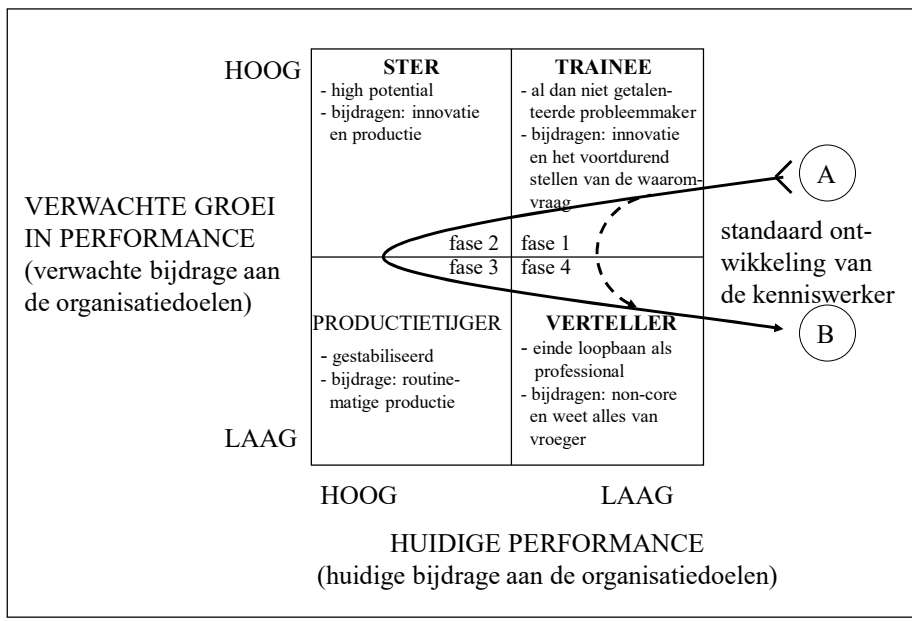 HOOG
STER
- high potential
- bijdragen: innovatie
en productie
TRAINEE
- al dan niet getalen-
teerde probleemmaker
- bijdragen: innovatie
en het voortdurend
stellen van de waarom-
vraag
A
VERWACHTE GROEI
IN PERFORMANCE
(verwachte bijdrage aan
de organisatiedoelen)
fase 2
fase 1
fase 3
fase 4
standaard ont-
wikkeling van
de kenniswerker
B
PRODUCTIETIJGER
- gestabiliseerd
- bijdrage: routine-
matige productie
VERTELLER
- einde loopbaan als
professional
- bijdragen: non-core
en weet alles van
vroeger
LAAG
HOOG
LAAG
HUIDIGE PERFORMANCE
(huidige bijdrage aan de organisatiedoelen)